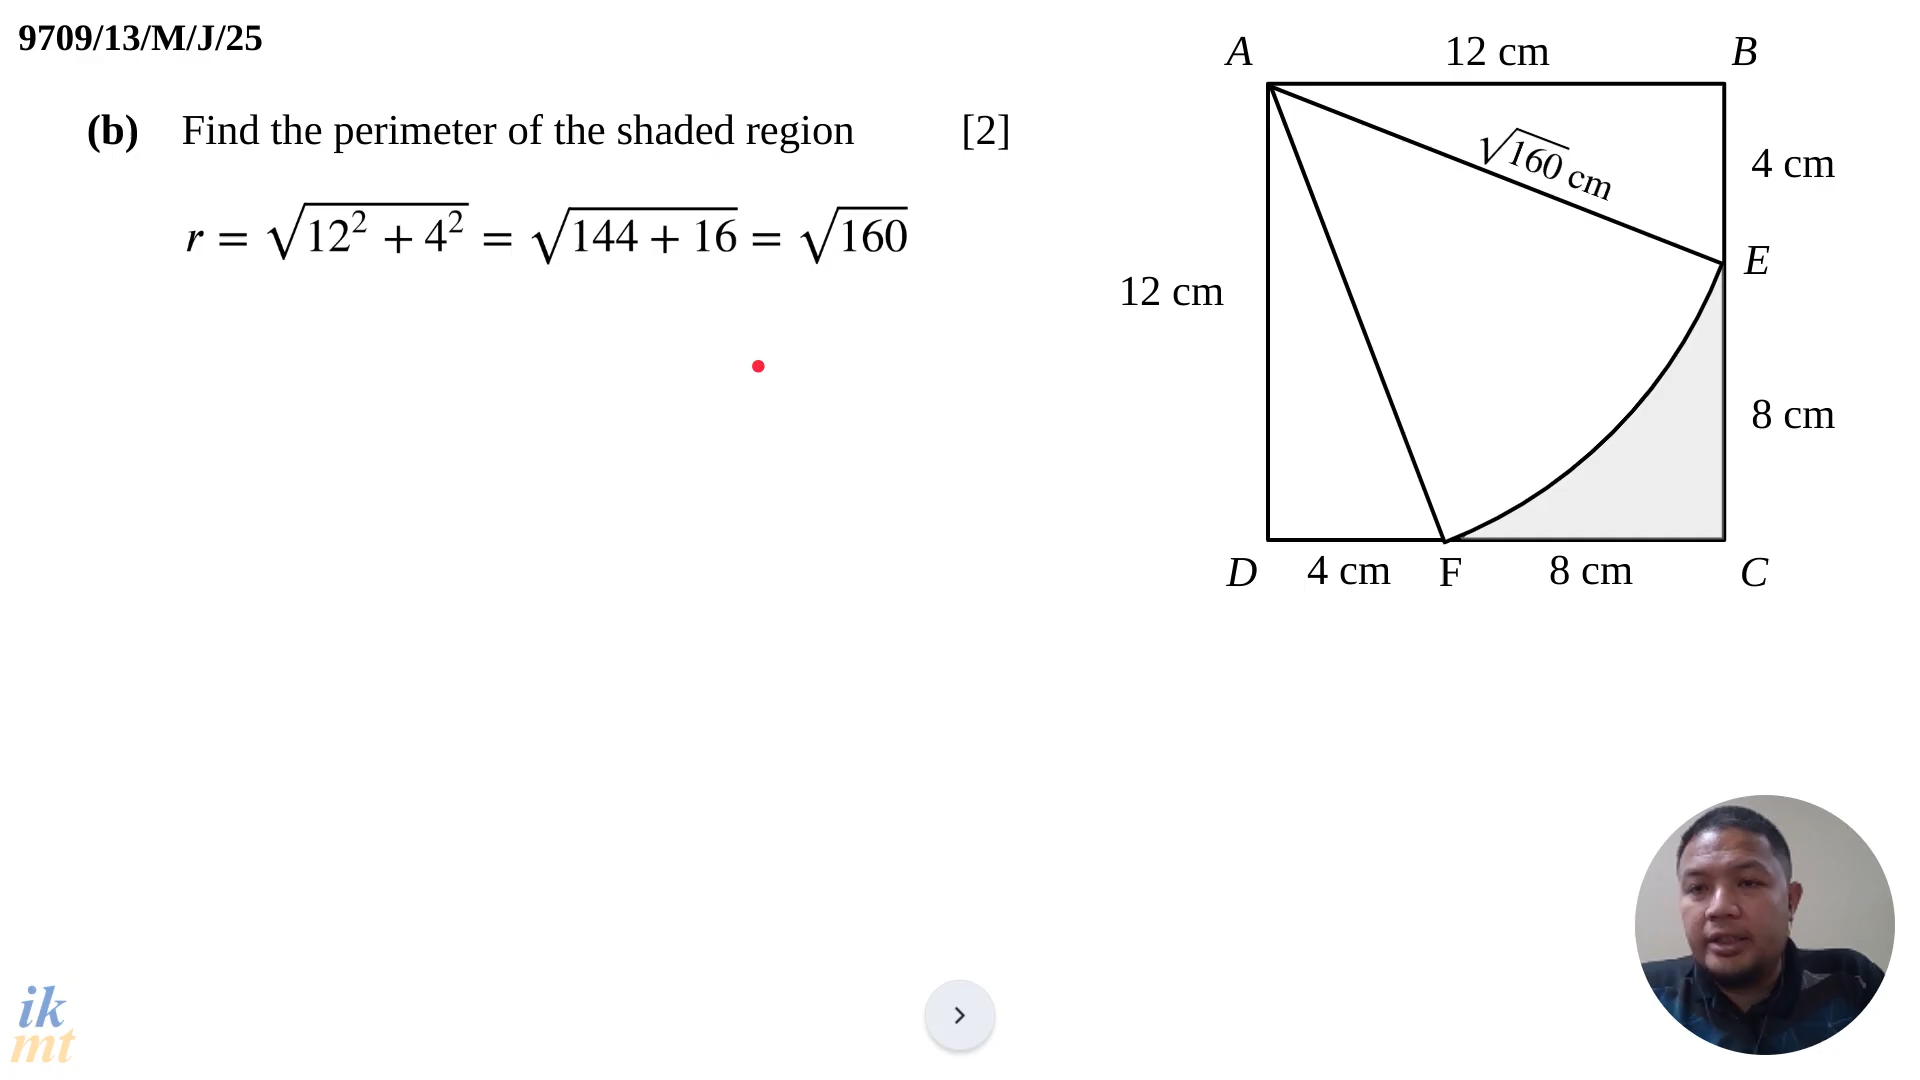 9709/13/M/J/25
(b) Find the perimeter of the shaded region [2]
r = √(12² + 4²) = √(144 + 16) = √160
A 12 cm B
√160 cm
4 cm
E
12 cm
8 cm
D 4 cm F 8 cm C
ik
mt